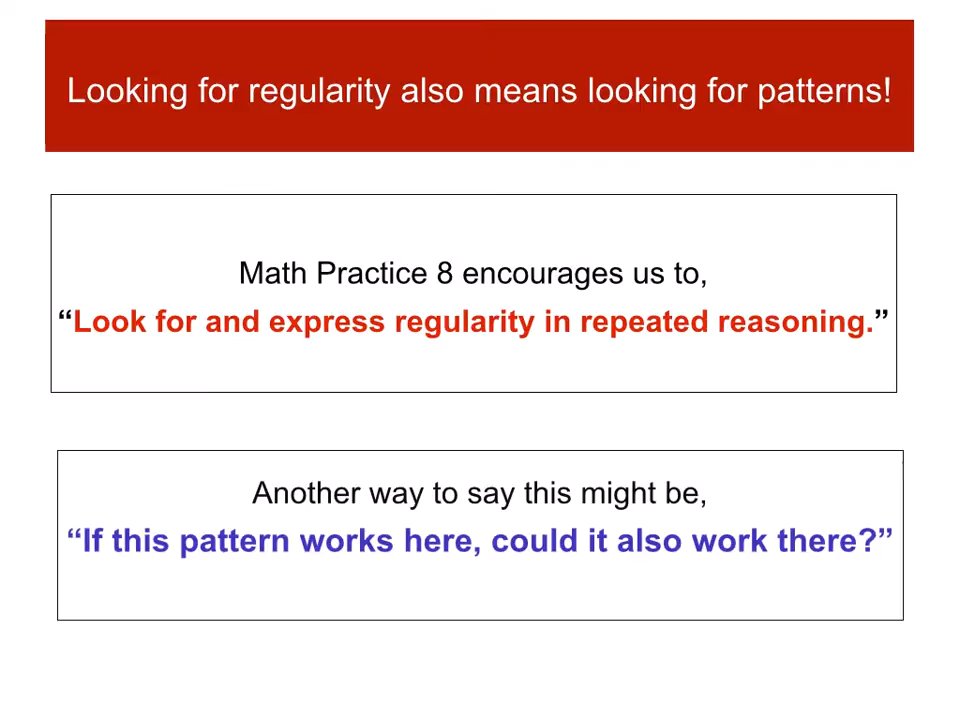 Looking for regularity also means looking for patterns!
Math Practice 8 encourages us to,
“Look for and express regularity in repeated reasoning.”
Another way to say this might be,
“If this pattern works here, could it also work there?”